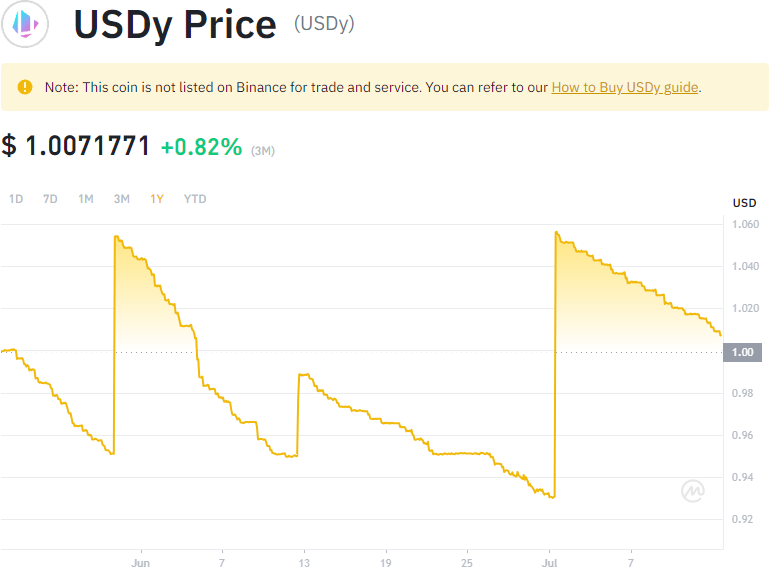 USDy Price (USDy)
Note: This coin is not listed on Binance for trade and service. You can refer to our How to Buy USDy guide.
$ 1.0071771 +0.82% (3M)
1D 7D 1M 3M 1Y YTD
USD
1.060
1.040
1.020
1.00
0.98
0.96
0.94
0.92
Jun 7 13 19 25 Jul 7